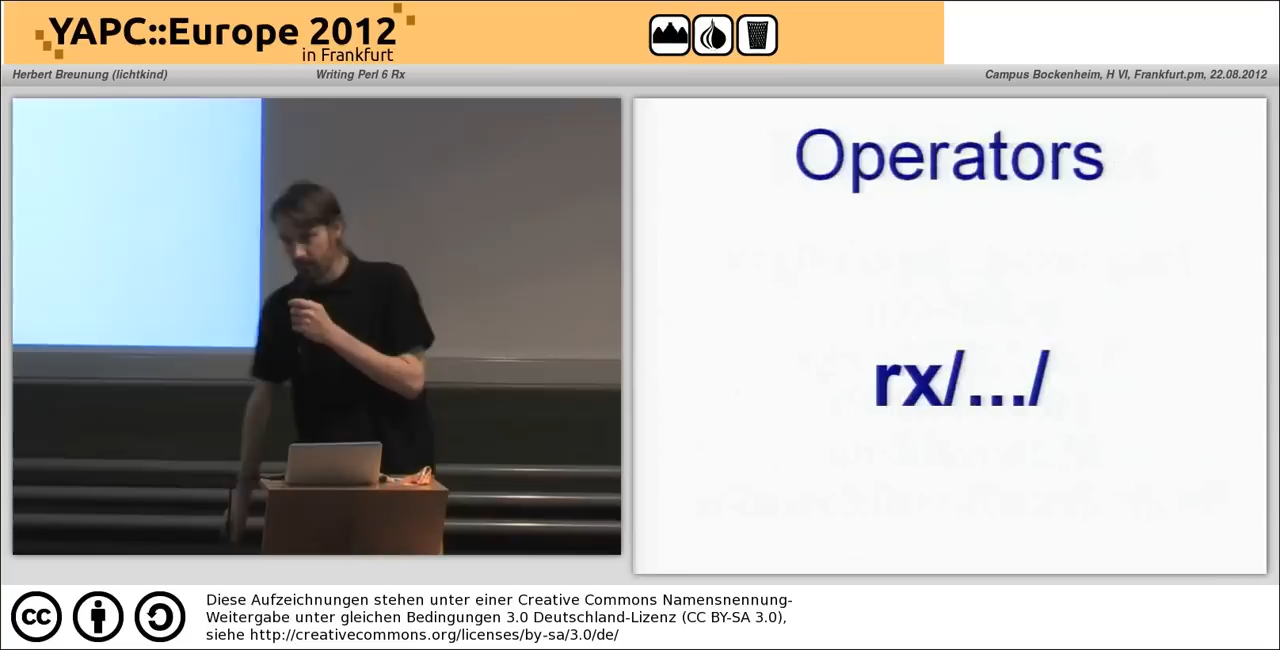 YAPC::Europe 2012
in Frankfurt
Herbert Breunung (lichtkind)
Writing Perl 6 Rx
Campus Bockenheim, H VI, Frankfurt.pm, 22.08.2012
Operators
rx/.../
cc
Diese Aufzeichnungen stehen unter einer Creative Commons Namensnennung-
Weitergabe unter gleichen Bedingungen 3.0 Deutschland-Lizenz (CC BY-SA 3.0),
siehe http://creativecommons.org/licenses/by-sa/3.0/de/